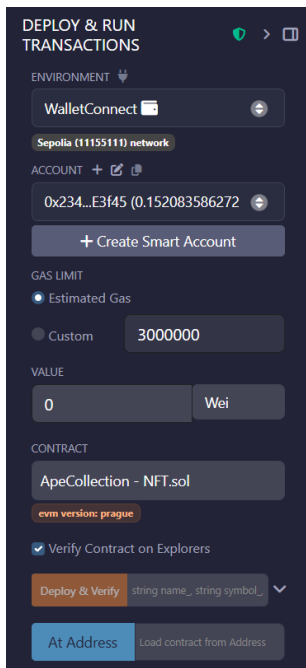 DEPLOY & RUN
TRANSACTIONS
ENVIRONMENT
WalletConnect
Sepolia (11155111) network
ACCOUNT
0x234...E3f45 (0.152083586272
+ Create Smart Account
GAS LIMIT
Estimated Gas
Custom 3000000
VALUE
0 Wei
CONTRACT
ApeCollection - NFT.sol
evm version: prague
Verify Contract on Explorers
Deploy & Verify string name_, string symbol_,
At Address Load contract from Address